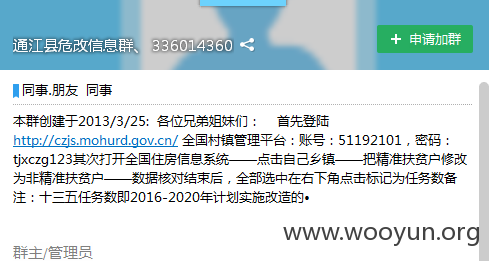 通江县危改信息群、 336014360
+ 申请加群
同事.朋友 同事
本群创建于2013/3/25: 各位兄弟姐妹们： 首先登陆
http://czjs.mohurd.gov.cn/ 全国村镇管理平台：账号：51192101，密码：
tjxczg123其次打开全国住房信息系统——点击自己乡镇——把精准扶贫户修改
为非精准扶贫户——数据核对结束后，全部选中在右下角点击标记为任务数备
注：十三五任务数即2016-2020年计划实施改造的•
www.wooyun.org
群主/管理员